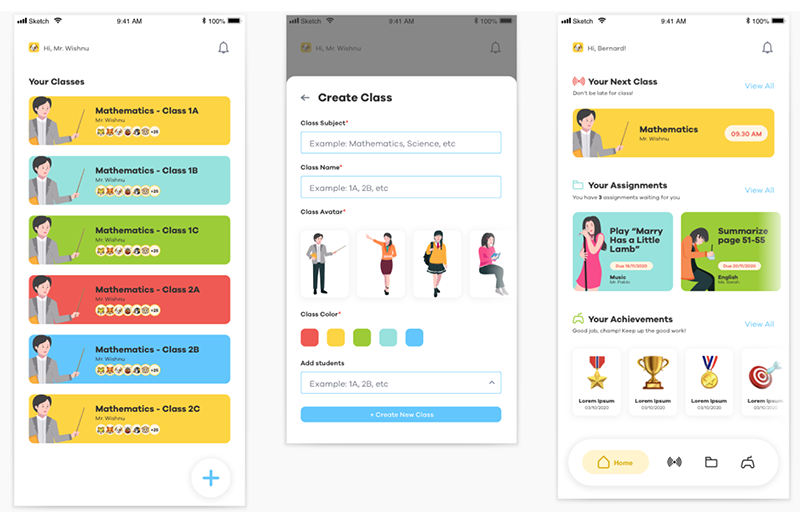 Sketch 9:41 AM 100%
Hi, Mr. Wishnu
Your Classes
Mathematics - Class 1A
Mr. Wishnu
+25
Mathematics - Class 1B
Mr. Wishnu
+25
Mathematics - Class 1C
Mr. Wishnu
+25
Mathematics - Class 2A
Mr. Wishnu
+25
Mathematics - Class 2B
Mr. Wishnu
+25
Mathematics - Class 2C
Mr. Wishnu
+25
+
Sketch 9:41 AM 100%
Hi, Mr. Wishnu
← Create Class
Class Subject*
Example: Mathematics, Science, etc
Class Name*
Example: 1A, 2B, etc
Class Avatar*
Class Color*
Add students
Example: 1A, 2B, etc
+ Create New Class
Sketch 9:41 AM 100%
Hi, Bernard!
Your Next Class
View All
Don't be late for class!
Mathematics
Mr. Wishnu
09.30 AM
Your Assignments
View All
You have 3 assignments waiting for you
Play “Marry
Has a Little
Lamb”
Due 19/11/2020
Music
Mr. Pablo
Summarize
page 51-55
Due 20/11/2020
English
Your Achievements
View All
Good job, champ! Keep up the good work!
Lorem Ipsum
03/10/2020
Lorem Ipsum
03/10/2020
Lorem Ipsum
03/10/2020
Lorem Ips
03/10/202
Home